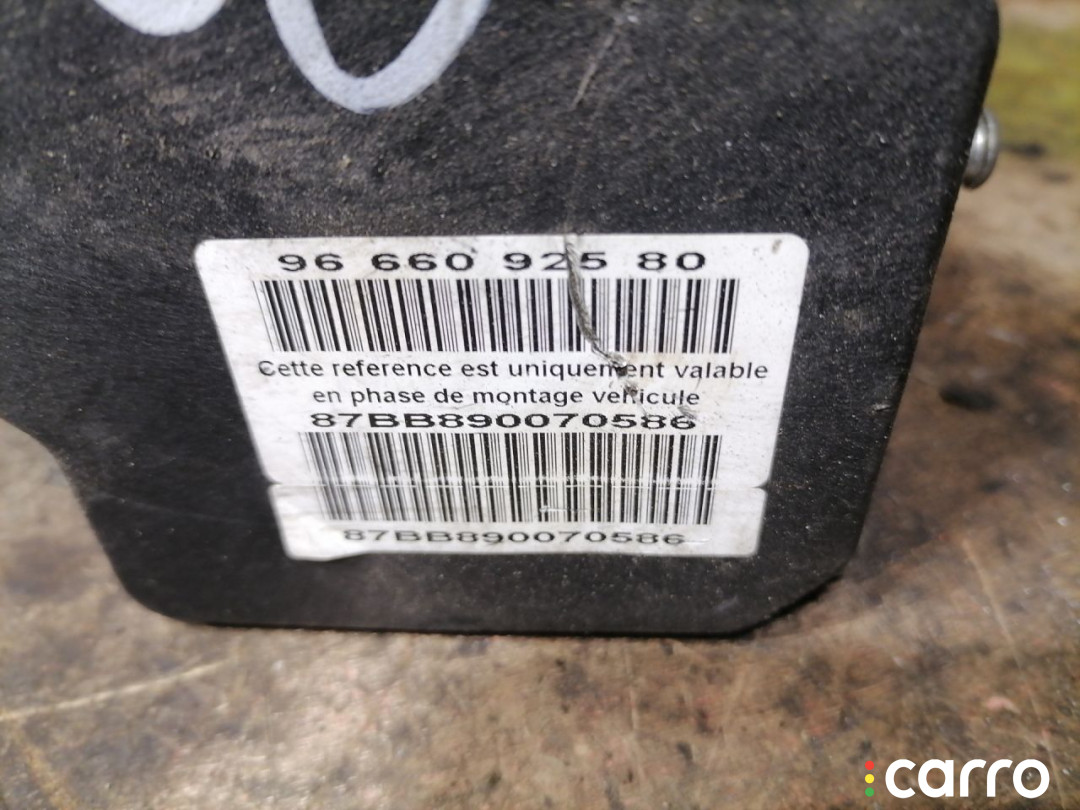 96 660 925 80
Cette reference est uniquement valable
en phase de montage vehicule
87BB890070586
87BB890070586
carro